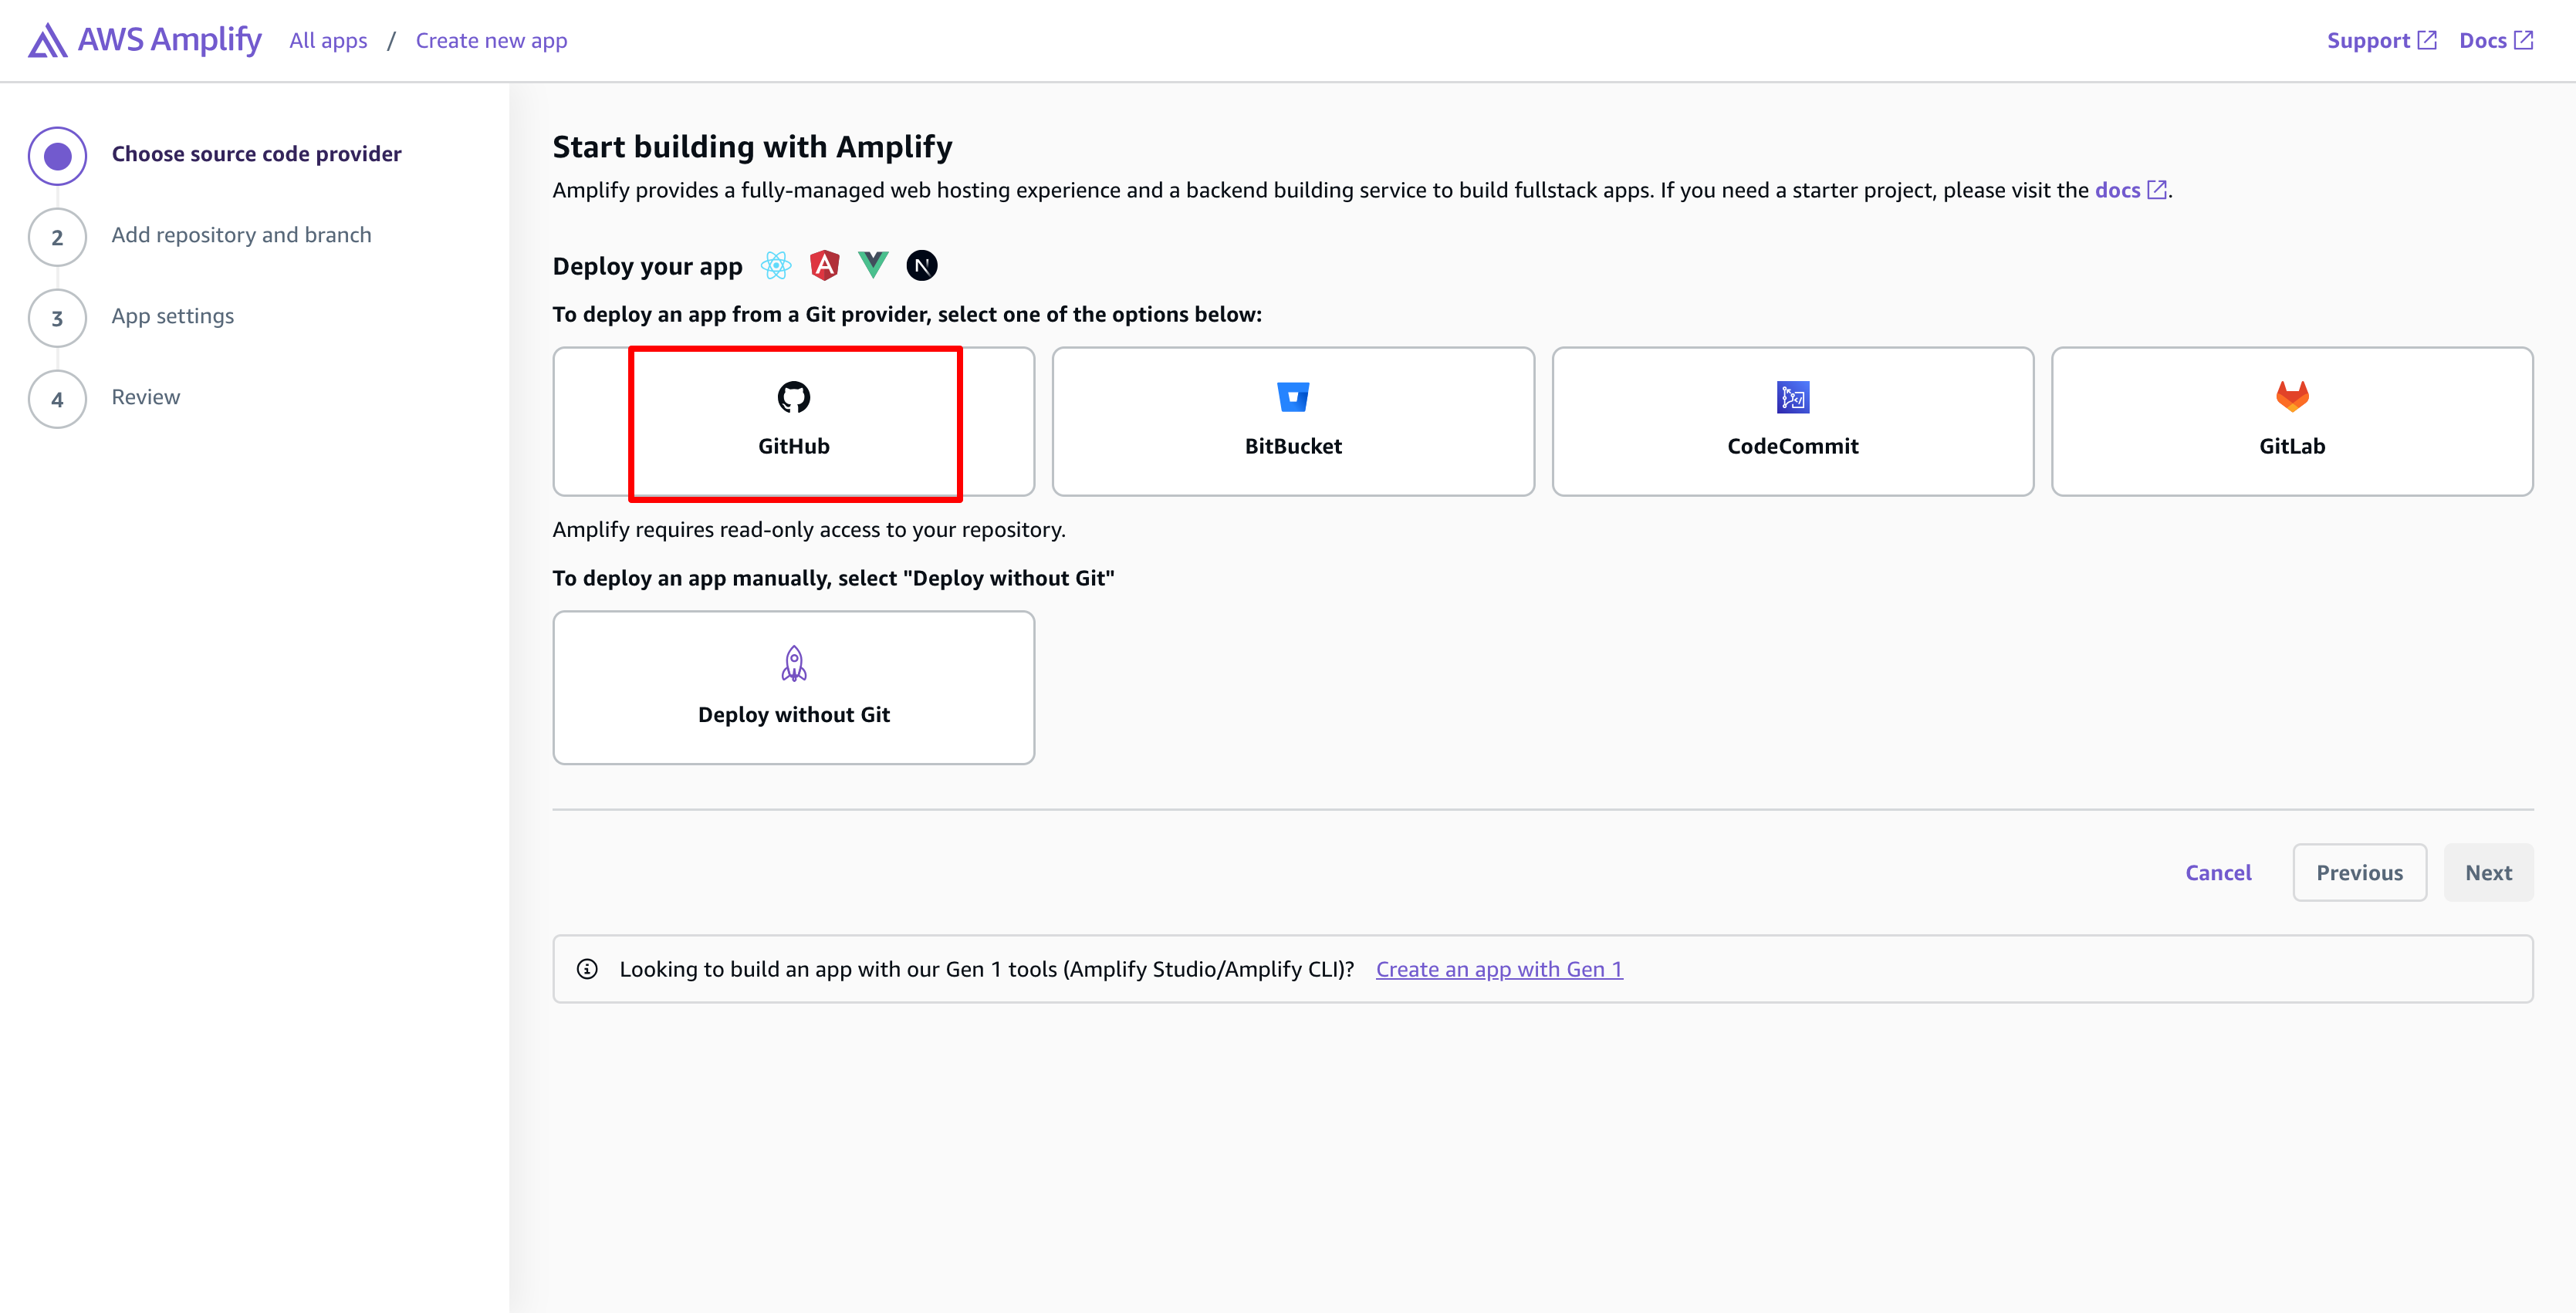 AWS Amplify All apps / Create new app Support Docs
Choose source code provider
2 Add repository and branch
3 App settings
4 Review
Start building with Amplify
Amplify provides a fully-managed web hosting experience and a backend building service to build fullstack apps. If you need a starter project, please visit the docs.
Deploy your app
To deploy an app from a Git provider, select one of the options below:
GitHub BitBucket CodeCommit GitLab
Amplify requires read-only access to your repository.
To deploy an app manually, select "Deploy without Git"
Deploy without Git
Cancel Previous Next
Looking to build an app with our Gen 1 tools (Amplify Studio/Amplify CLI)? Create an app with Gen 1